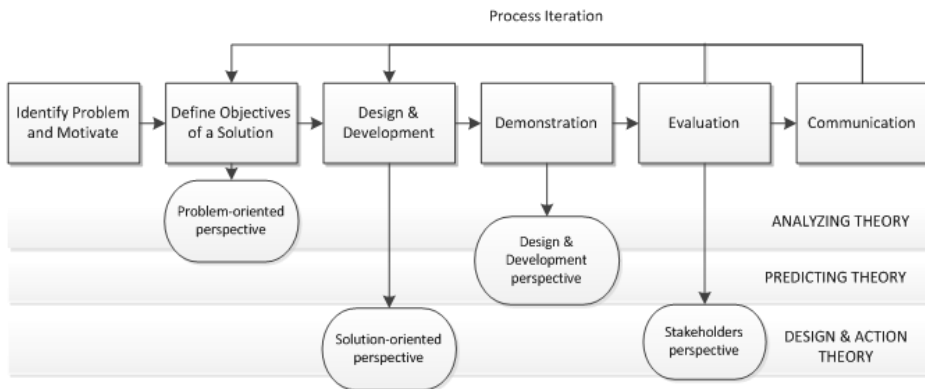 Process Iteration
Identify Problem
and Motivate
Define Objectives
of a Solution
Design &
Development
Demonstration
Evaluation
Communication
Problem-oriented
perspective
ANALYZING THEORY
Design &
Development
perspective
PREDICTING THEORY
Solution-oriented
perspective
Stakeholders
perspective
DESIGN & ACTION
THEORY